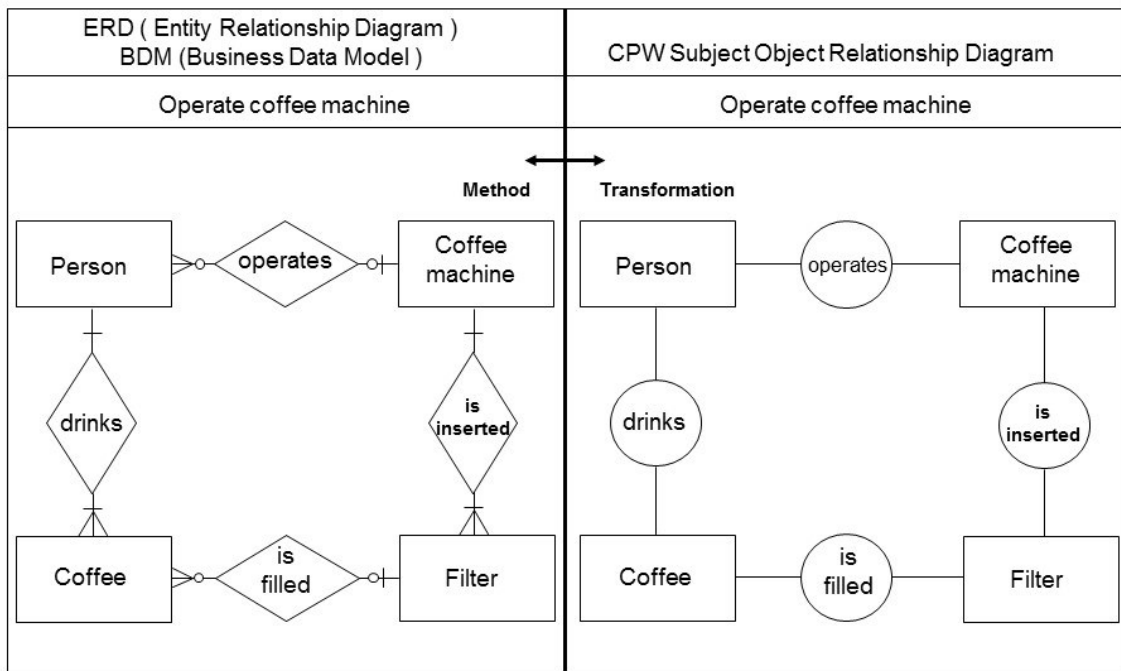 ERD ( Entity Relationship Diagram )
BDM (Business Data Model )
CPW Subject Object Relationship Diagram
Operate coffee machine
Operate coffee machine
Method
Transformation
Person
operates
Coffee
machine
drinks
is
inserted
Coffee
is
filled
Filter
Person
operates
Coffee
machine
drinks
is
inserted
Coffee
is
filled
Filter